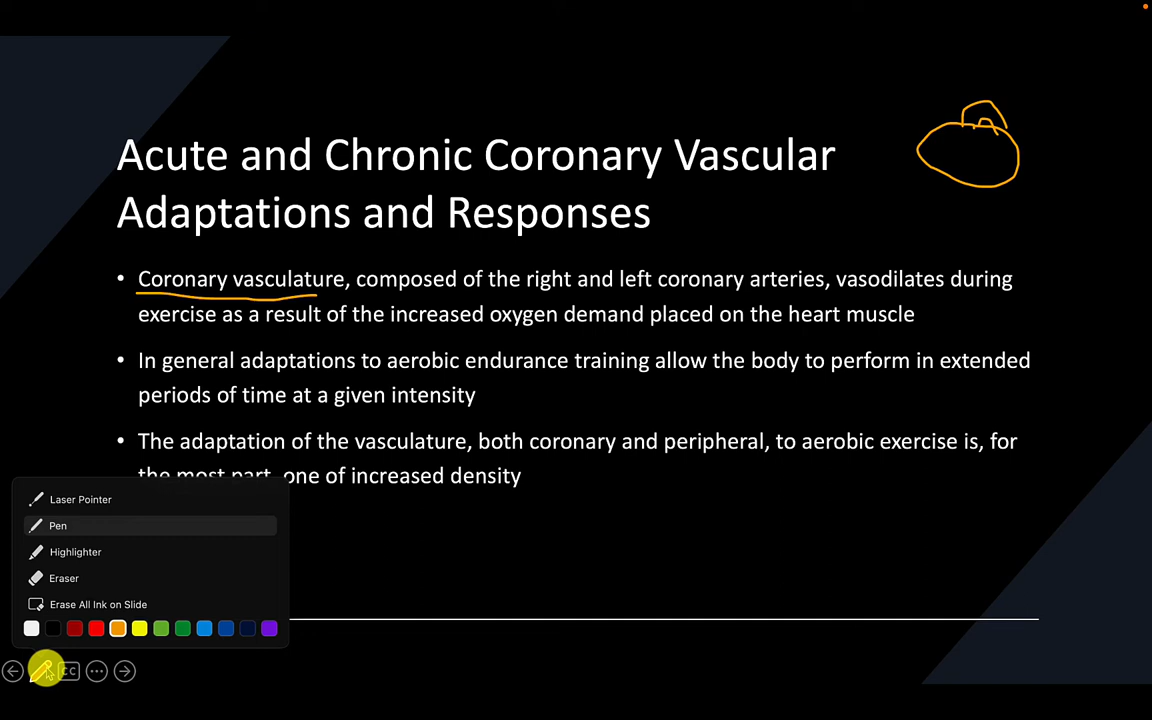 Acute and Chronic Coronary Vascular
Adaptations and Responses
• Coronary vasculature, composed of the right and left coronary arteries, vasodilates during
exercise as a result of the increased oxygen demand placed on the heart muscle
• In general adaptations to aerobic endurance training allow the body to perform in extended
periods of time at a given intensity
• The adaptation of the vasculature, both coronary and peripheral, to aerobic exercise is, for
the most part, one of increased density
Laser Pointer
Pen
Highlighter
Eraser
Erase All Ink on Slide
CC